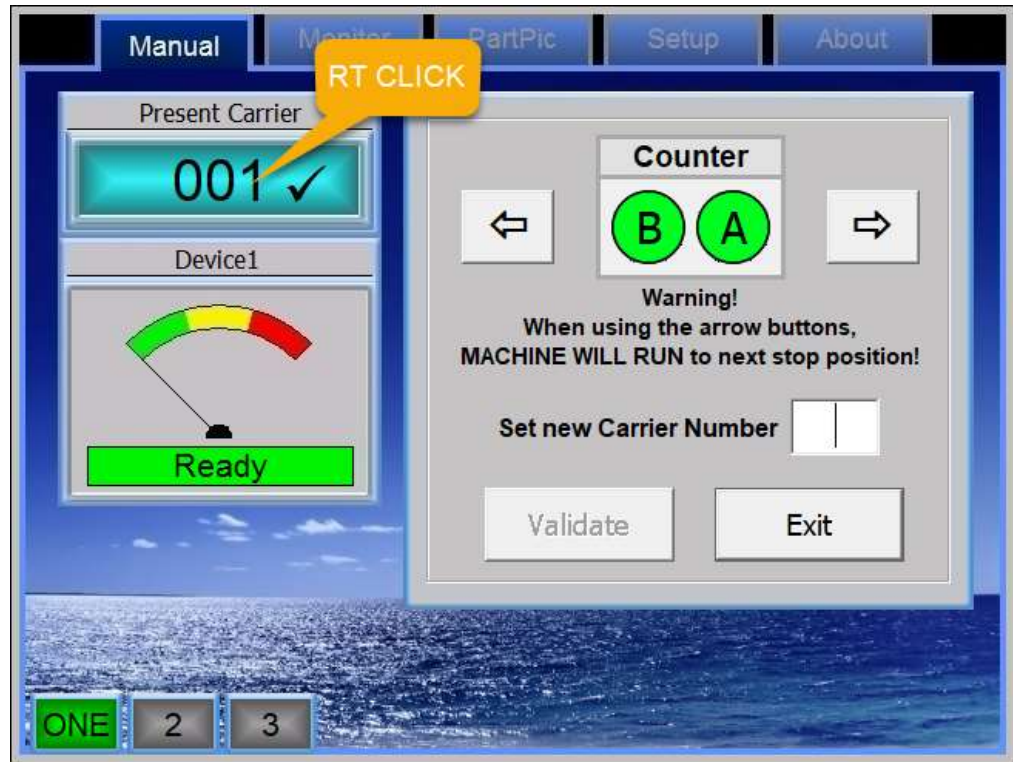 Manual
Monitor
PartPic
Setup
About
RT CLICK
Present Carrier
001 ✓
Device1
Ready
Counter
B A
Warning!
When using the arrow buttons,
MACHINE WILL RUN to next stop position!
Set new Carrier Number
Validate
Exit
ONE
2
3